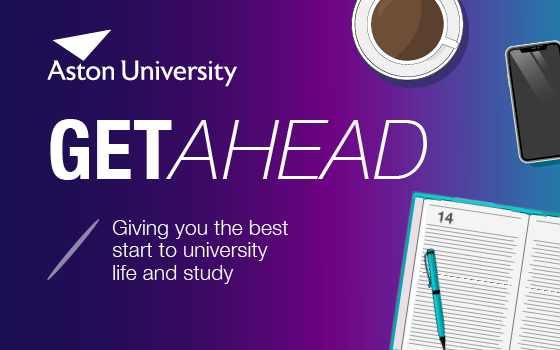 Aston University
GETAHEAD
Giving you the best
start to university
life and study
14